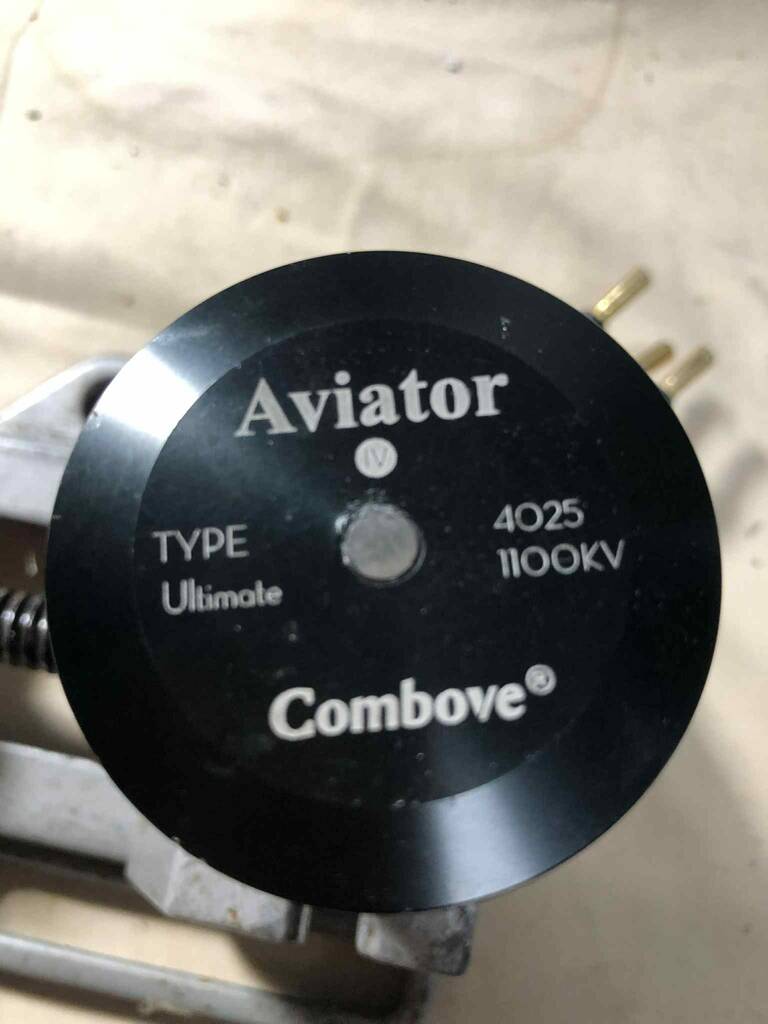 Aviator
IV
TYPE
Ultimate
4025
1100KV
Combove®